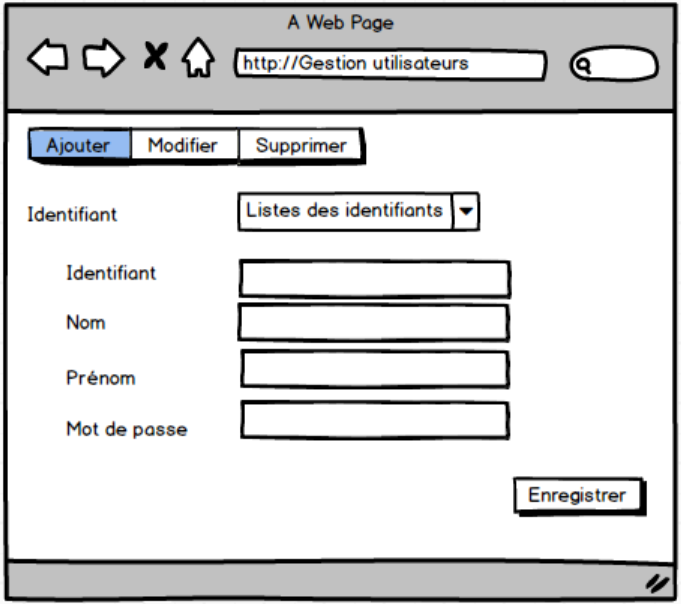 A Web Page
http://Gestion utilisateurs
Ajouter Modifier Supprimer
Identifiant Listes des identifiants
Identifiant
Nom
Prénom
Mot de passe
Enregistrer